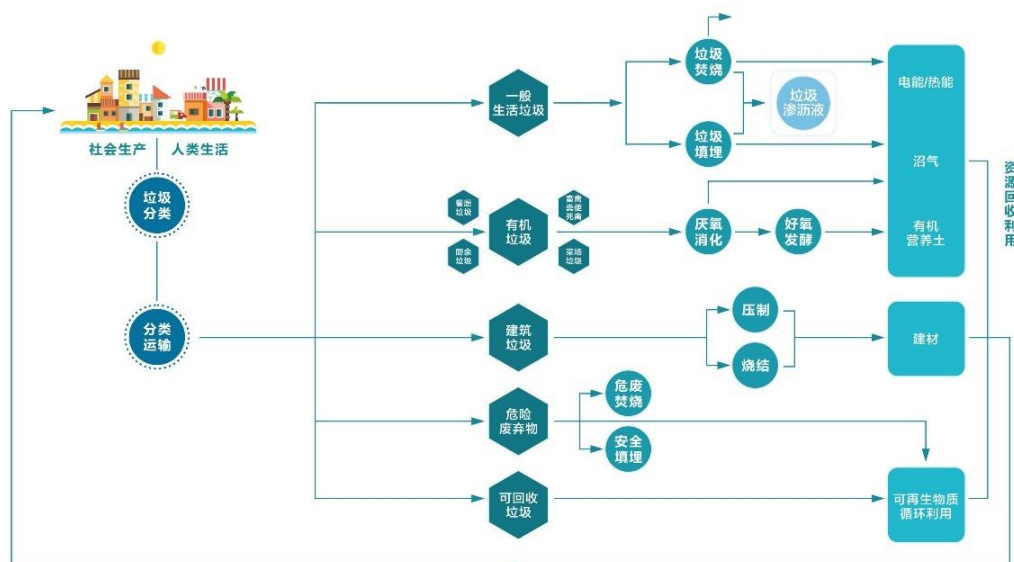 社会生产
人类生活
垃圾
分类
分类
运输
一般
生活垃圾
垃圾
焚烧
垃圾
填埋
垃圾
渗沥液
餐厨
垃圾
厨余
垃圾
有机
垃圾
畜禽
粪便
死禽
菜场
垃圾
厌氧
消化
好氧
发酵
电能/热能
沼气
有机
营养土
建筑
垃圾
压制
烧结
建材
危险
废弃物
危废
焚烧
安全
填埋
可回收
垃圾
可再生物质
循环利用
资源回收利用